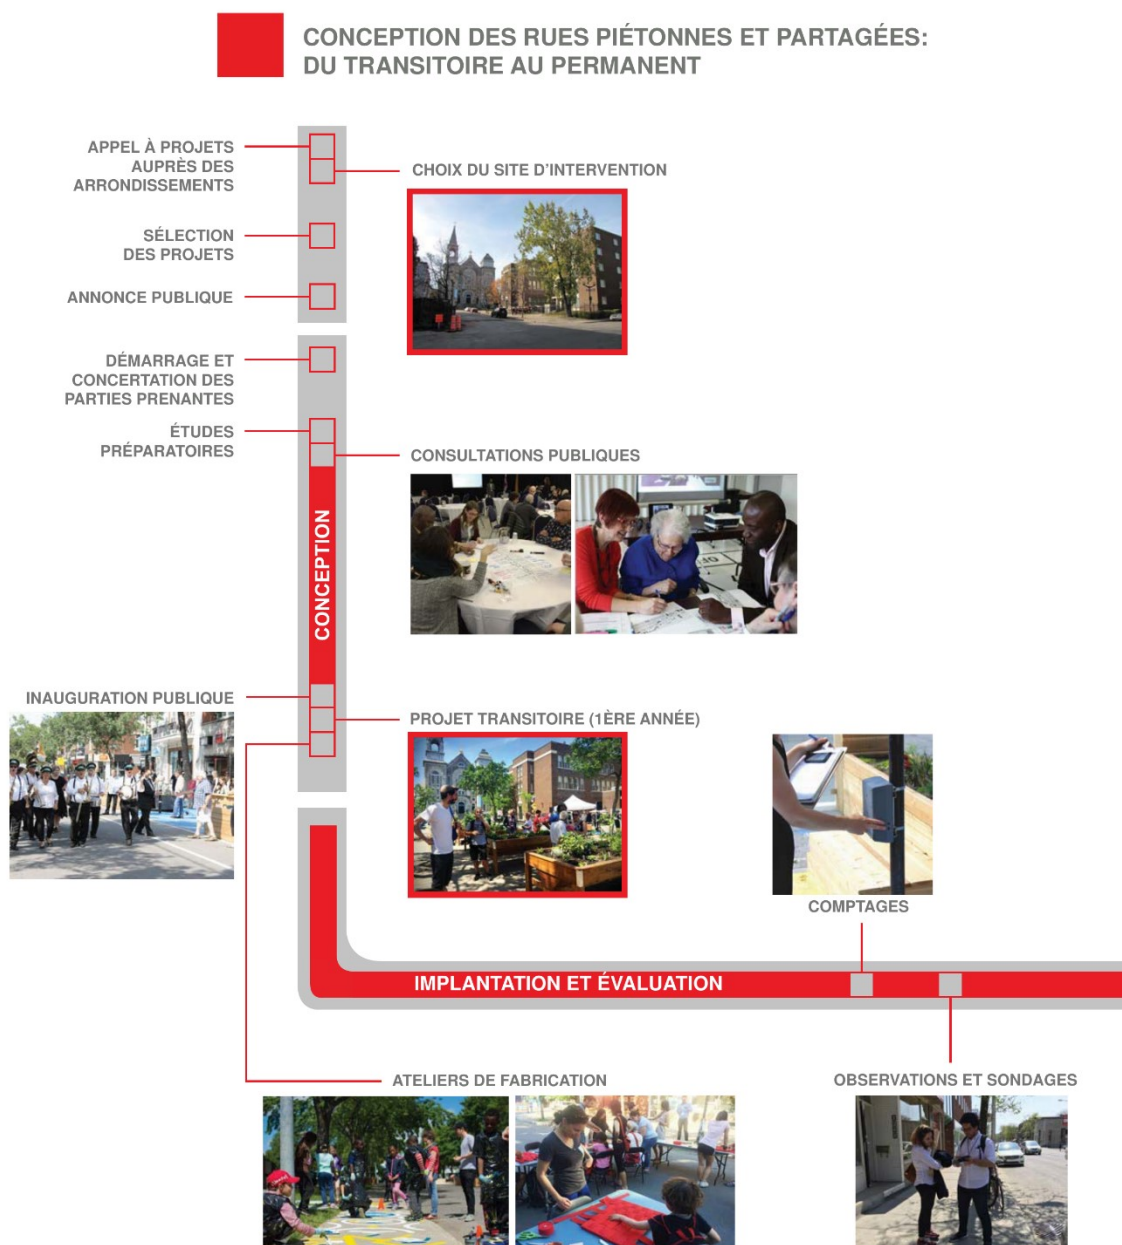 CONCEPTION DES RUES PIÉTONNES ET PARTAGÉES:
DU TRANSITOIRE AU PERMANENT
APPEL À PROJETS
AUPRÈS DES
ARRONDISSEMENTS
CHOIX DU SITE D'INTERVENTION
SÉLECTION
DES PROJETS
ANNONCE PUBLIQUE
DÉMARRAGE ET
CONCERTATION DES
PARTIES PRENANTES
ÉTUDES
PRÉPARATOIRES
CONSULTATIONS PUBLIQUES
CONCEPTION
INAUGURATION PUBLIQUE
PROJET TRANSITOIRE (1ÈRE ANNÉE)
COMPTAGES
IMPLANTATION ET ÉVALUATION
ATELIERS DE FABRICATION
OBSERVATIONS ET SONDAGES